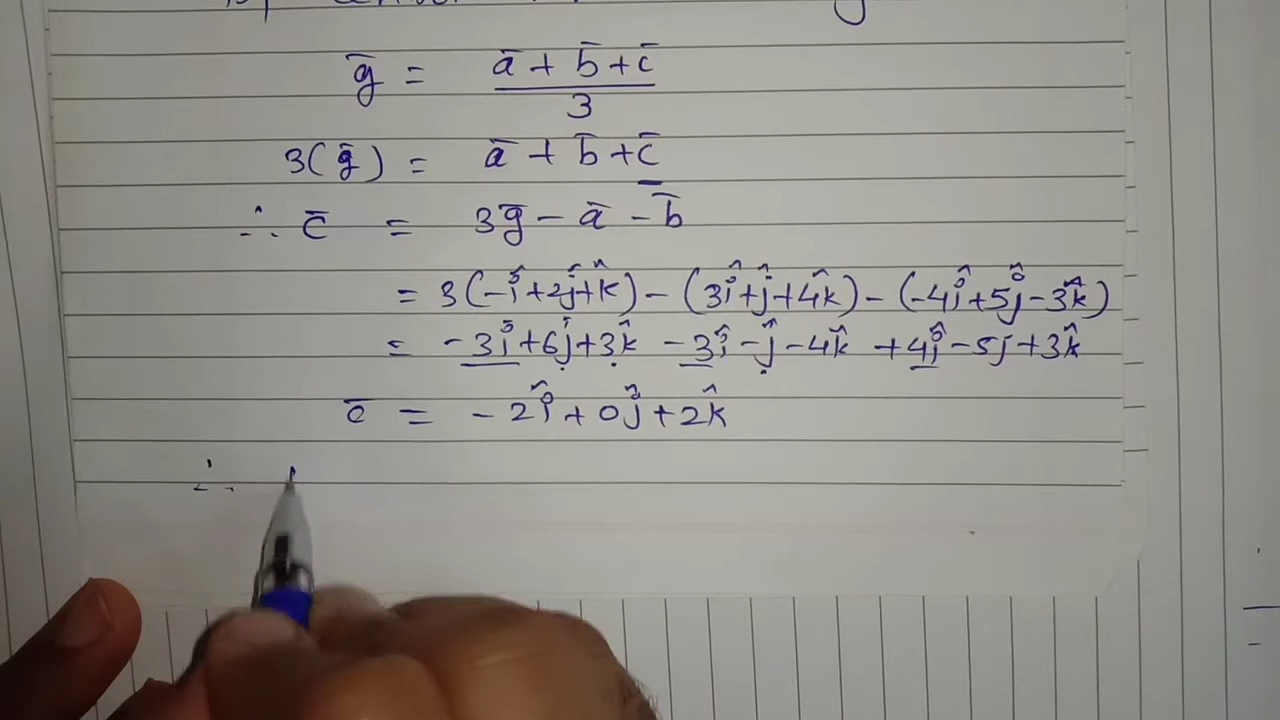 ḡ = (ā + b̄ + c̄) / 3
3(ḡ) = ā + b̄ + c̄
∴ c̄ = 3ḡ − ā − b̄
= 3(−î + 2ĵ + k̂) − (3î + ĵ + 4k̂) − (−4î + 5ĵ − 3k̂)
= −3î + 6ĵ + 3k̂ − 3î − ĵ − 4k̂ + 4î − 5j + 3k̂
c̄ = −2î + 0ĵ + 2k̂
∴